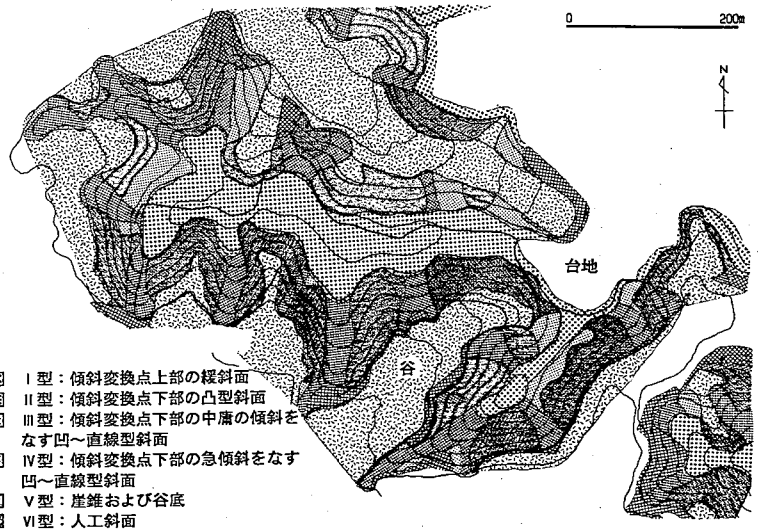 0 200m
N
台地
谷
I型：傾斜変換点上部の緩斜面
II型：傾斜変換点下部の凸型斜面
III型：傾斜変換点下部の中庸の傾斜を
なす凹〜直線型斜面
IV型：傾斜変換点下部の急傾斜をなす
凹〜直線型斜面
V型：崖錐および谷底
VI型：人工斜面